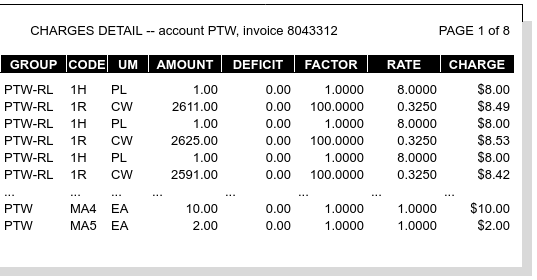 CHARGES DETAIL -- account PTW, invoice 8043312 PAGE 1 of 8
GROUP CODE UM AMOUNT DEFICIT FACTOR RATE CHARGE
PTW-RL 1H PL 1.00 0.00 1.0000 8.0000 $8.00
PTW-RL 1R CW 2611.00 0.00 100.0000 0.3250 $8.49
PTW-RL 1H PL 1.00 0.00 1.0000 8.0000 $8.00
PTW-RL 1R CW 2625.00 0.00 100.0000 0.3250 $8.53
PTW-RL 1H PL 1.00 0.00 1.0000 8.0000 $8.00
PTW-RL 1R CW 2591.00 0.00 100.0000 0.3250 $8.42
... ... ... ... ... ... ... ...
PTW MA4 EA 10.00 0.00 1.0000 1.0000 $10.00
PTW MA5 EA 2.00 0.00 1.0000 1.0000 $2.00